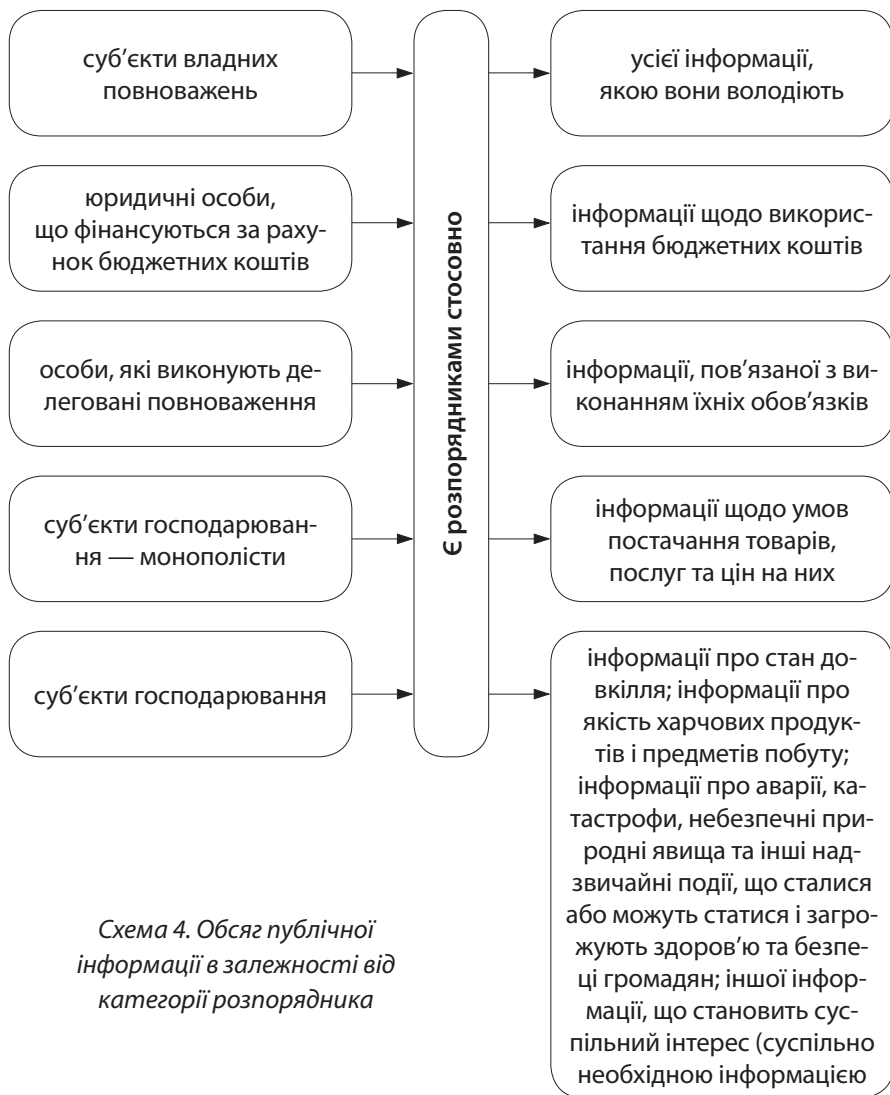 суб’єкти владних
повноважень
усієї інформації,
якою вони володіють
юридичні особи,
що фінансуються за раху-
нок бюджетних коштів
інформації щодо викорис-
тання бюджетних коштів
Є розпорядниками стосовно
особи, які виконують де-
леговані повноваження
інформації, пов’язаної з ви-
конанням їхніх обов’язків
суб’єкти господарюван-
ня — монополісти
інформації щодо умов
постачання товарів,
послуг та цін на них
суб’єкти господарювання
інформації про стан до-
вкілля; інформації про
якість харчових продук-
тів і предметів побуту;
інформації про аварії, ка-
тастрофи, небезпечні при-
родні явища та інші над-
звичайні події, що сталися
або можуть статися і загро-
жують здоров’ю та безпе-
ці громадян; іншої інфор-
мації, що становить сус-
пільний інтерес (суспільно
необхідною інформацією
Схема 4. Обсяг публічної
інформації в залежності від
категорії розпорядника